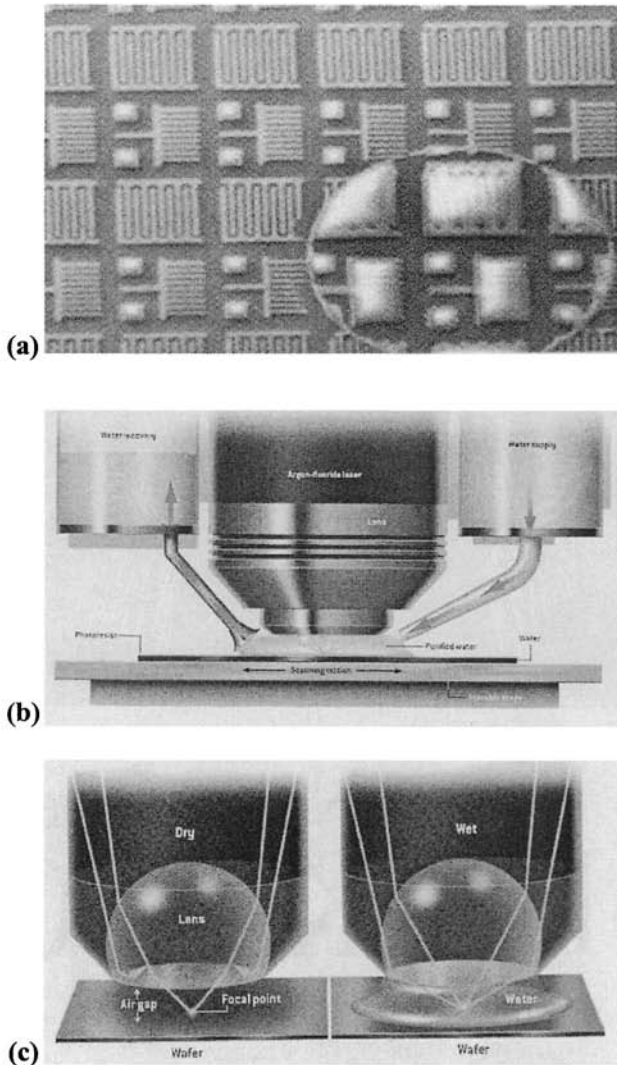 (a)
Water recovery
Water supply
Argon-fluoride laser
Lens
Photoresist
Purified water
Wafer
Scanning motion
(b)
Dry
Wet
Lens
Air gap
Focal point
Water
Wafer
Wafer
(c)